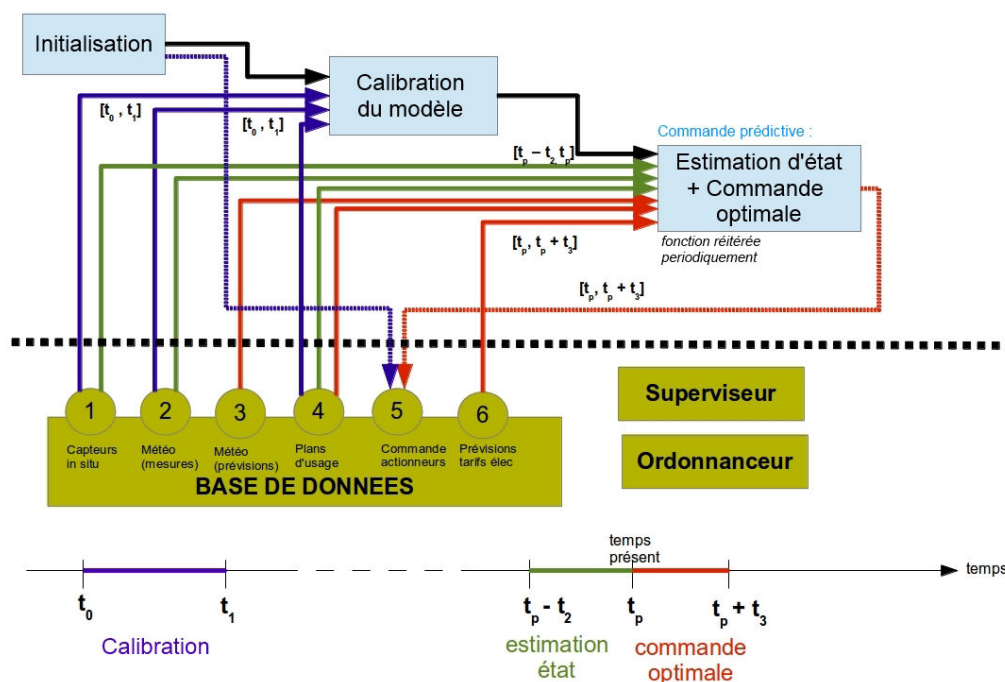 Initialisation
Calibration
du modèle
[t0 , t1]
[t0 , t1]
Commande prédictive :
[tp – t2, tp]
Estimation d'état
+ Commande
optimale
fonction réitérée
periodiquement
[tp, tp + t3]
[tp, tp + t3]
1
2
3
4
5
6
Capteurs
in situ
Météo
(mesures)
Météo
(prévisions)
Plans
d'usage
Commande
actionneurs
Prévisions
tarifs élec
BASE DE DONNEES
Superviseur
Ordonnanceur
temps
présent
temps
t0
t1
tp - t2
tp
tp + t3
Calibration
estimation
état
commande
optimale